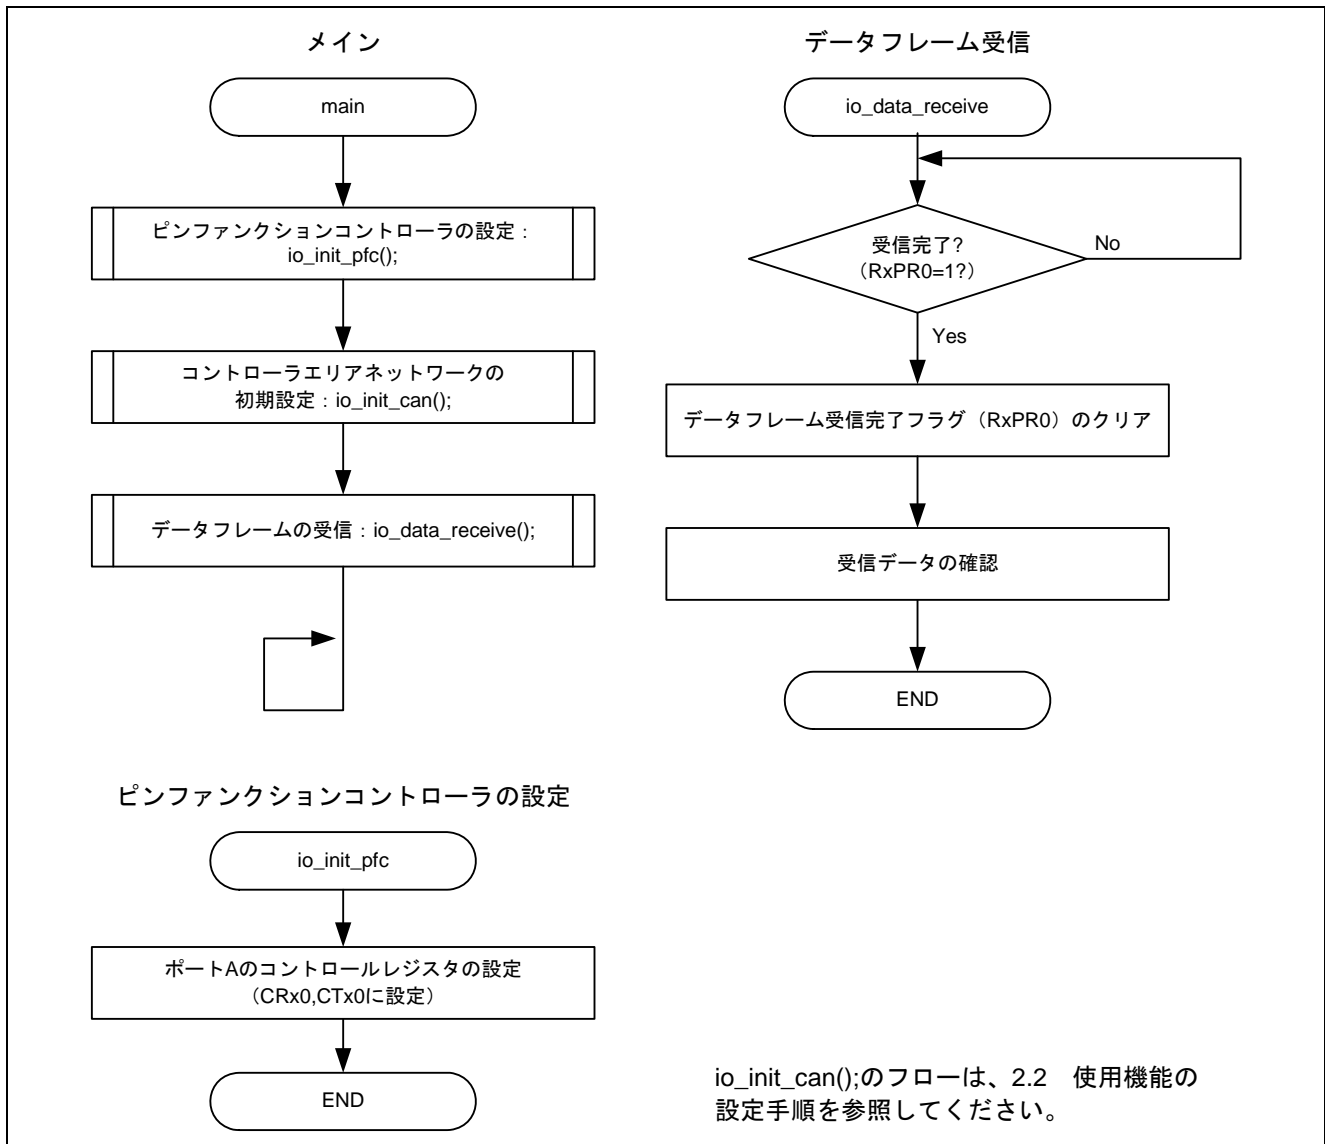 メイン
main
ピンファンクションコントローラの設定：
io_init_pfc();
コントローラエリアネットワークの
初期設定：io_init_can();
データフレームの受信：io_data_receive();
データフレーム受信
io_data_receive
受信完了?
（RxPR0=1?）
No
Yes
データフレーム受信完了フラグ（RxPR0）のクリア
受信データの確認
END
ピンファンクションコントローラの設定
io_init_pfc
ポートAのコントロールレジスタの設定
（CRx0,CTx0に設定）
END
io_init_can();のフローは、2.2　使用機能の
設定手順を参照してください。